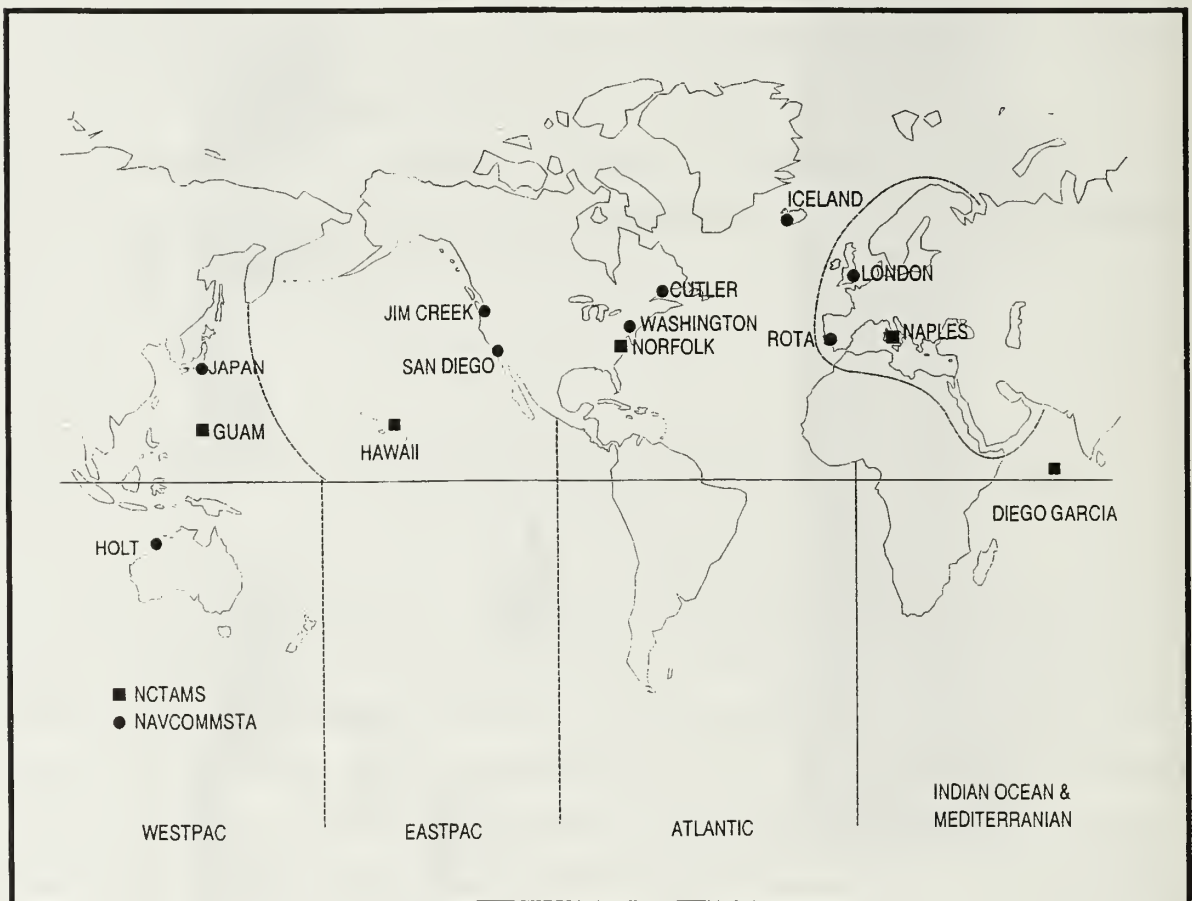 ICELAND
LONDON
CUTLER
JIM CREEK
WASHINGTON
ROTA
NAPLES
NORFOLK
SAN DIEGO
JAPAN
GUAM
HAWAII
DIEGO GARCIA
HOLT
■ NCTAMS
● NAVCOMMSTA
INDIAN OCEAN &
MEDITERRANIAN
WESTPAC
EASTPAC
ATLANTIC